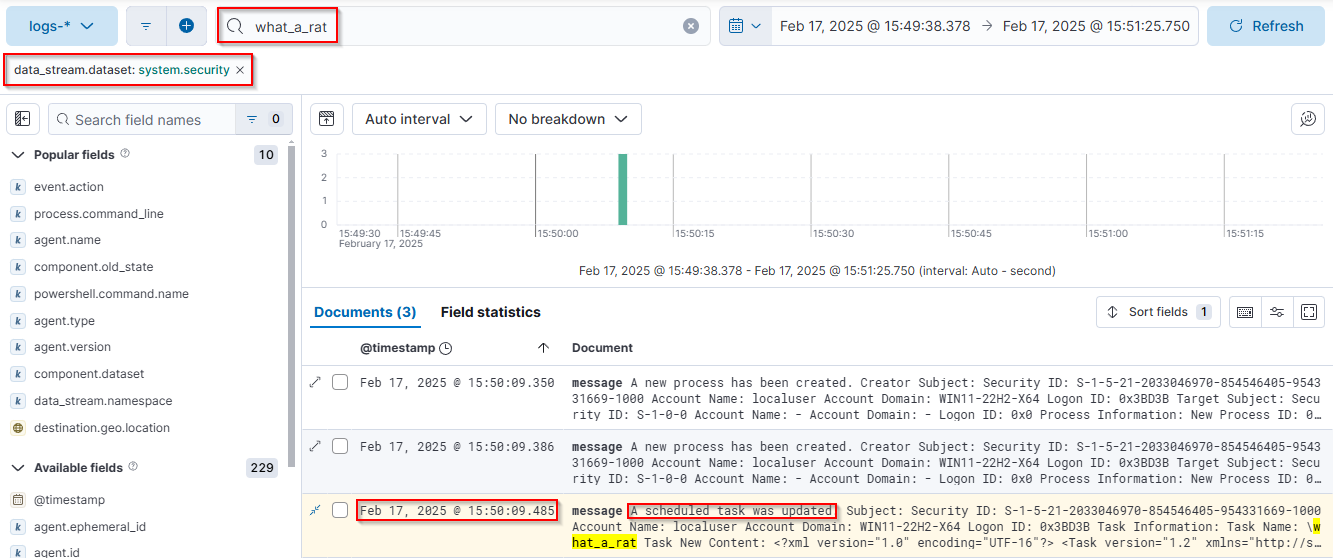 logs-*
what_a_rat
Feb 17, 2025 @ 15:49:38.378 → Feb 17, 2025 @ 15:51:25.750
Refresh
data_stream.dataset: system.security ×
Search field names
0
Auto interval
No breakdown
Popular fields
10
event.action
process.command_line
agent.name
component.old_state
powershell.command.name
agent.type
agent.version
component.dataset
data_stream.namespace
destination.geo.location
Available fields
229
@timestamp
agent.ephemeral_id
agent.id
3
2
1
0
15:49:30 15:49:45 15:50:00 15:50:15 15:50:30 15:50:45 15:51:00 15:51:15
February 17, 2025
Feb 17, 2025 @ 15:49:38.378 - Feb 17, 2025 @ 15:51:25.750 (interval: Auto - second)
Documents (3) Field statistics
Sort fields 1
@timestamp Document
Feb 17, 2025 @ 15:50:09.350
message A new process has been created. Creator Subject: Security ID: S-1-5-21-2033046970-854546405-9543
31669-1000 Account Name: localuser Account Domain: WIN11-22H2-X64 Logon ID: 0x3BD3B Target Subject: Secu
rity ID: S-1-0-0 Account Name: - Account Domain: - Logon ID: 0x0 Process Information: New Process ID: 0…
Feb 17, 2025 @ 15:50:09.386
message A new process has been created. Creator Subject: Security ID: S-1-5-21-2033046970-854546405-9543
31669-1000 Account Name: localuser Account Domain: WIN11-22H2-X64 Logon ID: 0x3BD3B Target Subject: Secu
rity ID: S-1-0-0 Account Name: - Account Domain: - Logon ID: 0x0 Process Information: New Process ID: 0…
Feb 17, 2025 @ 15:50:09.485
message A scheduled task was updated Subject: Security ID: S-1-5-21-2033046970-854546405-954331669-1000
Account Name: localuser Account Domain: WIN11-22H2-X64 Logon ID: 0x3BD3B Task Information: Task Name: \w
hat_a_rat Task New Content: <?xml version="1.0" encoding="UTF-16"?> <Task version="1.2" xmlns="http://s…